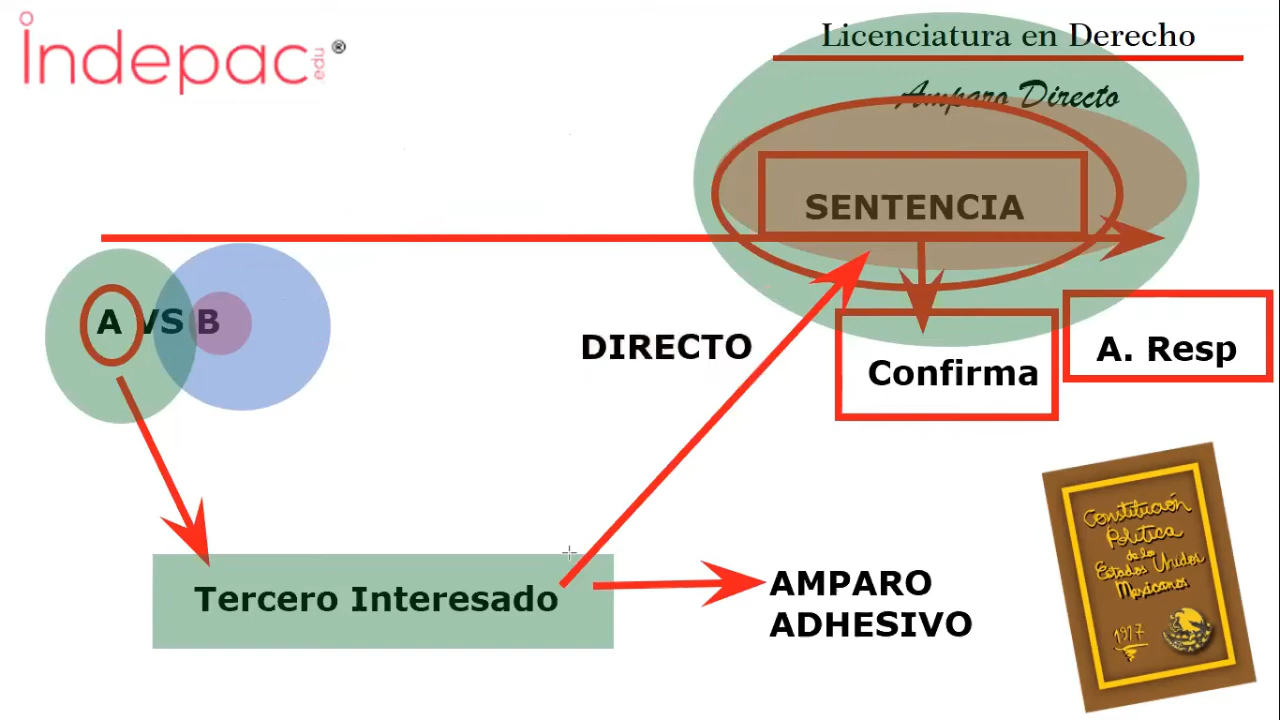 indepac
edu
®
Licenciatura en Derecho
Amparo Directo
SENTENCIA
A VS B
DIRECTO
Confirma
A. Resp
Tercero Interesado
AMPARO
ADHESIVO
Constitución
Política
de los
Estados Unidos
Mexicanos
1917